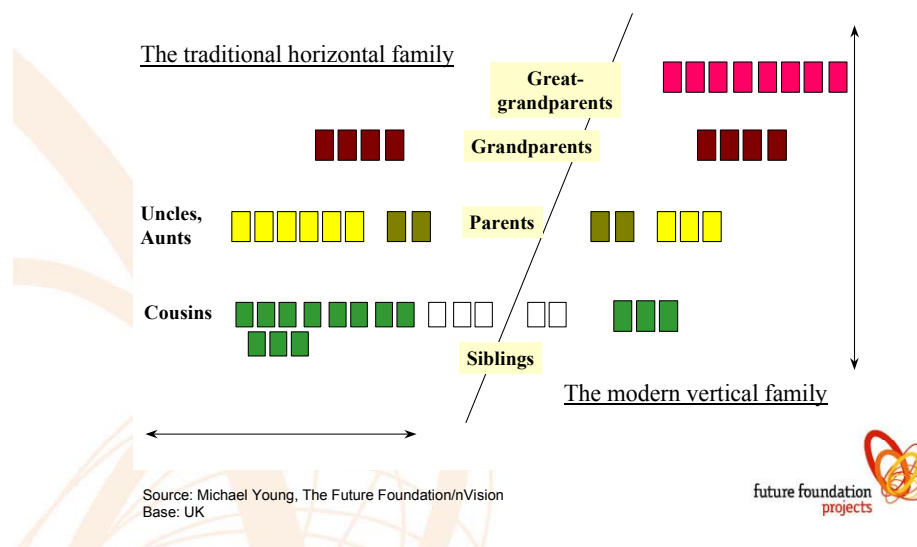 The traditional horizontal family
Great-
grandparents
Grandparents
Uncles,
Aunts
Parents
Cousins
Siblings
The modern vertical family
Source: Michael Young, The Future Foundation/nVision
Base: UK
future foundation
projects